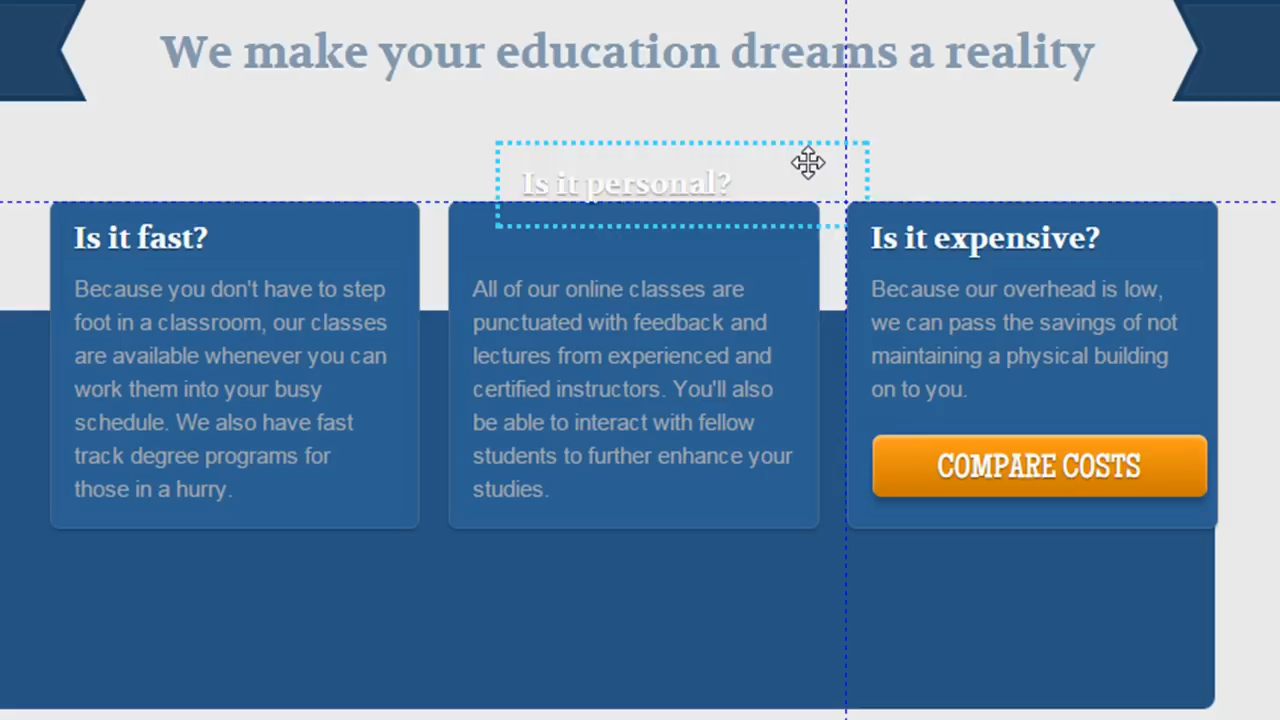 We make your education dreams a reality
Is it personal?
Is it fast?
Because you don't have to step
foot in a classroom, our classes
are available whenever you can
work them into your busy
schedule. We also have fast
track degree programs for
those in a hurry.
All of our online classes are
punctuated with feedback and
lectures from experienced and
certified instructors. You'll also
be able to interact with fellow
students to further enhance your
studies.
Is it expensive?
Because our overhead is low,
we can pass the savings of not
maintaining a physical building
on to you.
COMPARE COSTS